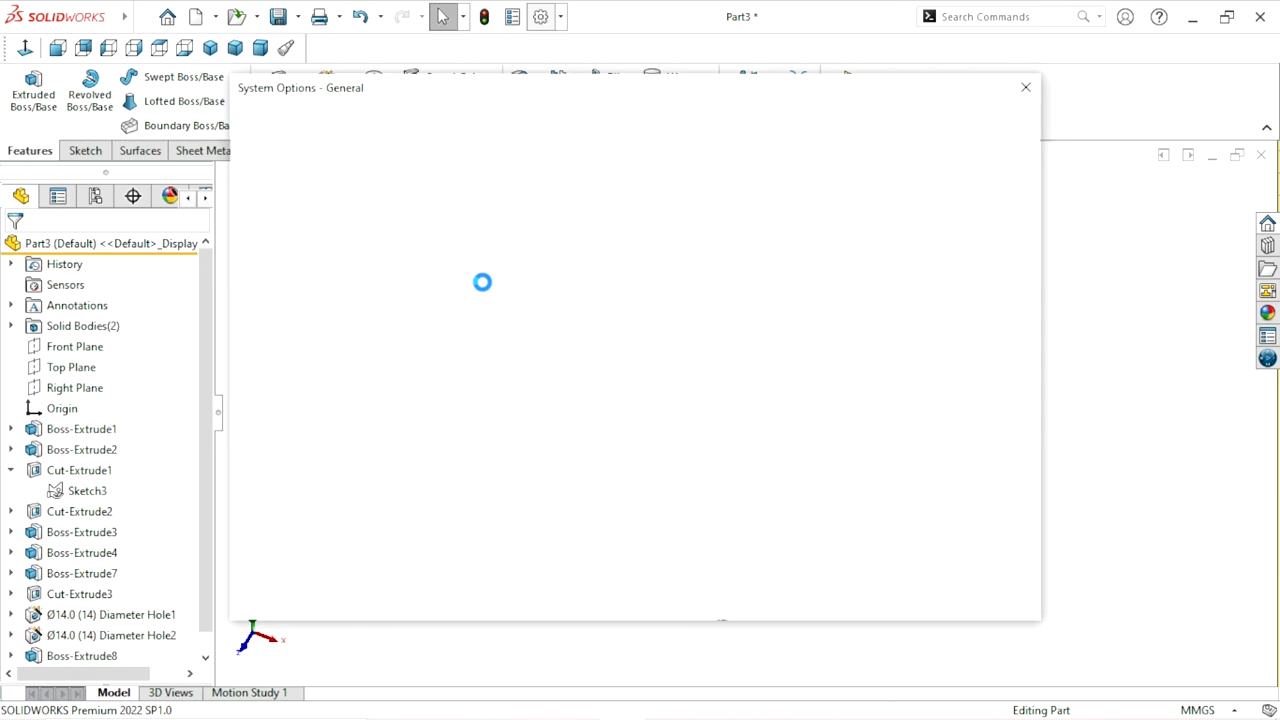 SOLIDWORKS
Part3 *
Search Commands
Extruded Boss/Base
Revolved Boss/Base
Swept Boss/Base
Lofted Boss/Base
Boundary Boss/Ba
System Options - General
Features
Sketch
Surfaces
Sheet Meta
Part3 (Default) <<Default>_Display
History
Sensors
Annotations
Solid Bodies(2)
Front Plane
Top Plane
Right Plane
Origin
Boss-Extrude1
Boss-Extrude2
Cut-Extrude1
Sketch3
Cut-Extrude2
Boss-Extrude3
Boss-Extrude4
Boss-Extrude7
Cut-Extrude3
Ø14.0 (14) Diameter Hole1
Ø14.0 (14) Diameter Hole2
Boss-Extrude8
x
z
Model
3D Views
Motion Study 1
SOLIDWORKS Premium 2022 SP1.0
Editing Part
MMGS